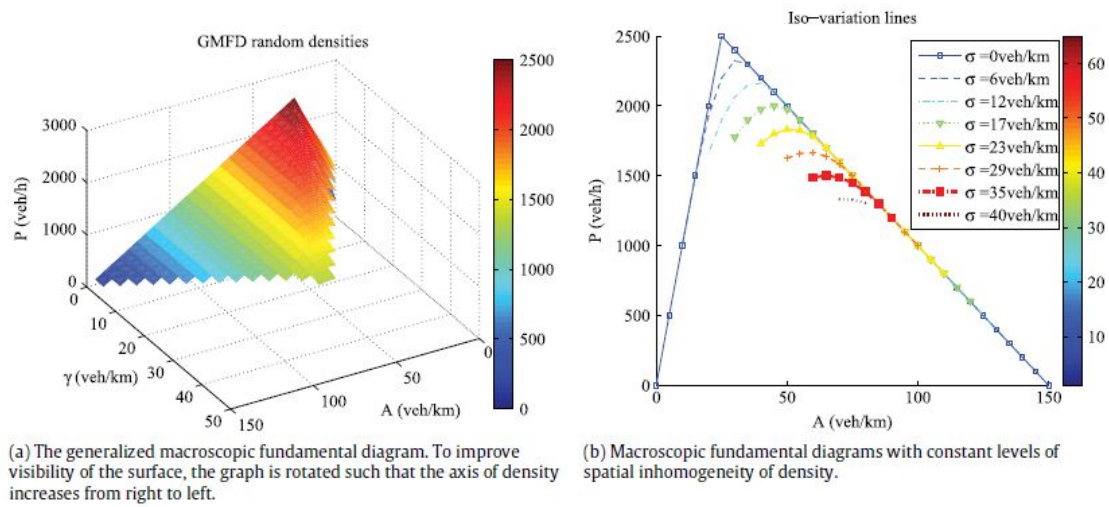 GMFD random densities
3000
2000
1000
0
P (veh/h)
0
10
20
30
40
50
γ (veh/km)
150
100
50
0
A (veh/km)
2500
2000
1500
1000
500
0
(a) The generalized macroscopic fundamental diagram. To improve
visibility of the surface, the graph is rotated such that the axis of density
increases from right to left.
Iso−variation lines
2500
2000
1500
1000
500
0
P (veh/h)
0
50
100
150
A (veh/km)
σ =0veh/km
σ =6veh/km
σ =12veh/km
σ =17veh/km
σ =23veh/km
σ =29veh/km
σ =35veh/km
σ =40veh/km
60
50
40
30
20
10
(b) Macroscopic fundamental diagrams with constant levels of
spatial inhomogeneity of density.